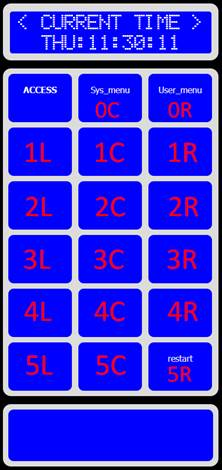 < CURRENT TIME >
THU:11:30:11
ACCESS Sys_menu User_menu
0C 0R
1L 1C 1R
2L 2C 2R
3L 3C 3R
4L 4C 4R
restart
5L 5C 5R